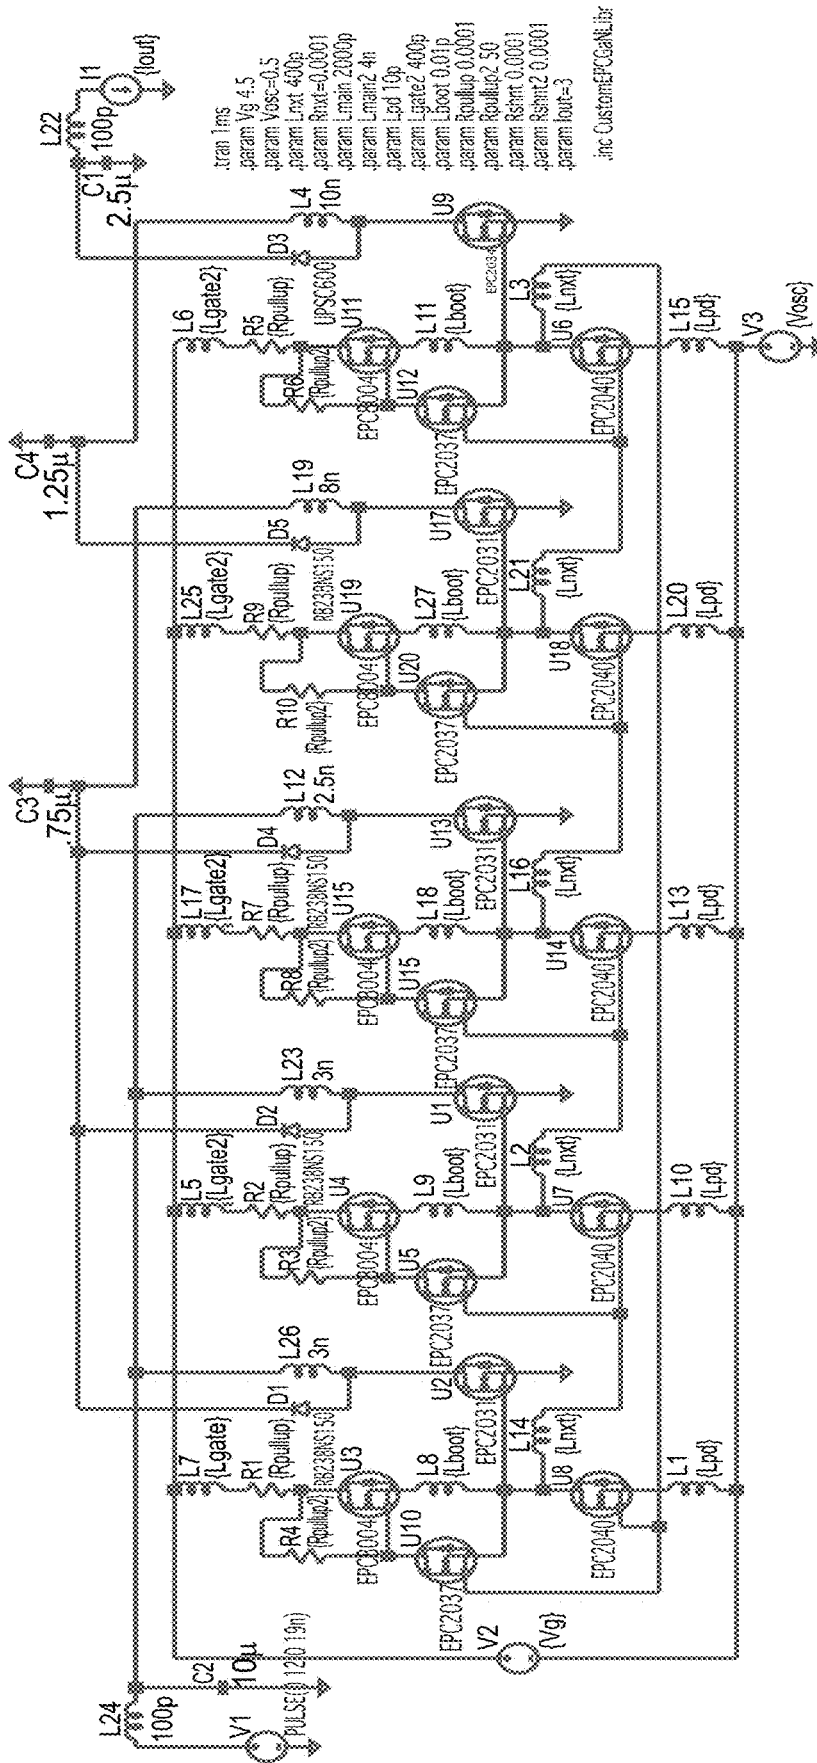 L24
100p
V1
PULSE(0 12 0 19n)
C2
10µ
V2
{Vg}
L7
{Lgate}
R1
{Rpullup}
R4
{Rpullup2}
RB238NS150
U3
EPC8004
U10
EPC2037
L8
{Lboot}
D1
L26
3n
U2
EPC2031
L14
{Lnxt}
U8
EPC2040
L1
{Lpd}
L5
{Lgate2}
R2
{Rpullup}
R3
{Rpullup2}
RB238NS150
U4
EPC8004
U5
EPC2037
L9
{Lboot}
D2
L23
3n
U1
EPC2031
L2
{Lnxt}
U7
EPC2040
L10
{Lpd}
C3
.75µ
L17
{Lgate2}
R7
{Rpullup}
R8
{Rpullup2}
RB238NS150
U15
EPC8004
U15
EPC2037
L18
{Lboot}
D4
L12
2.5n
U13
EPC2031
L16
{Lnxt}
U14
EPC2040
L13
{Lpd}
L25
{Lgate2}
R9
{Rpullup}
R10
{Rpullup2}
RB238NS150
U19
EPC8004
U20
EPC2037
L27
{Lboot}
D5
L19
8n
U17
EPC2031
L21
{Lnxt}
U18
EPC2040
L20
{Lpd}
C4
1.25µ
L6
{Lgate2}
R5
{Rpullup}
R6
{Rpullup2}
UPSC600
U11
EPC8004
U12
EPC2037
L11
{Lboot}
D3
L4
10n
U9
L3
{Lnxt}
U6
EPC2040
L15
{Lpd}
V3
{Vosc}
C1
2.5µ
L22
100p
I1
{Iout}
.tran 1ms
.param Vg 4.5
.param Vosc=0.5
.param Lnxt 400p
.param Rnxt=0.0001
.param Lmain 2000p
.param Lmain2 4n
.param Lpd 10p
.param Lgate2 400p
.param Lboot 0.01p
.param Rpullup 0.0001
.param Rpullup2 50
.param Rshnt 0.0001
.param Rshnt2 0.0001
.param Iout=3
.inc CustomEPCGaNLibr